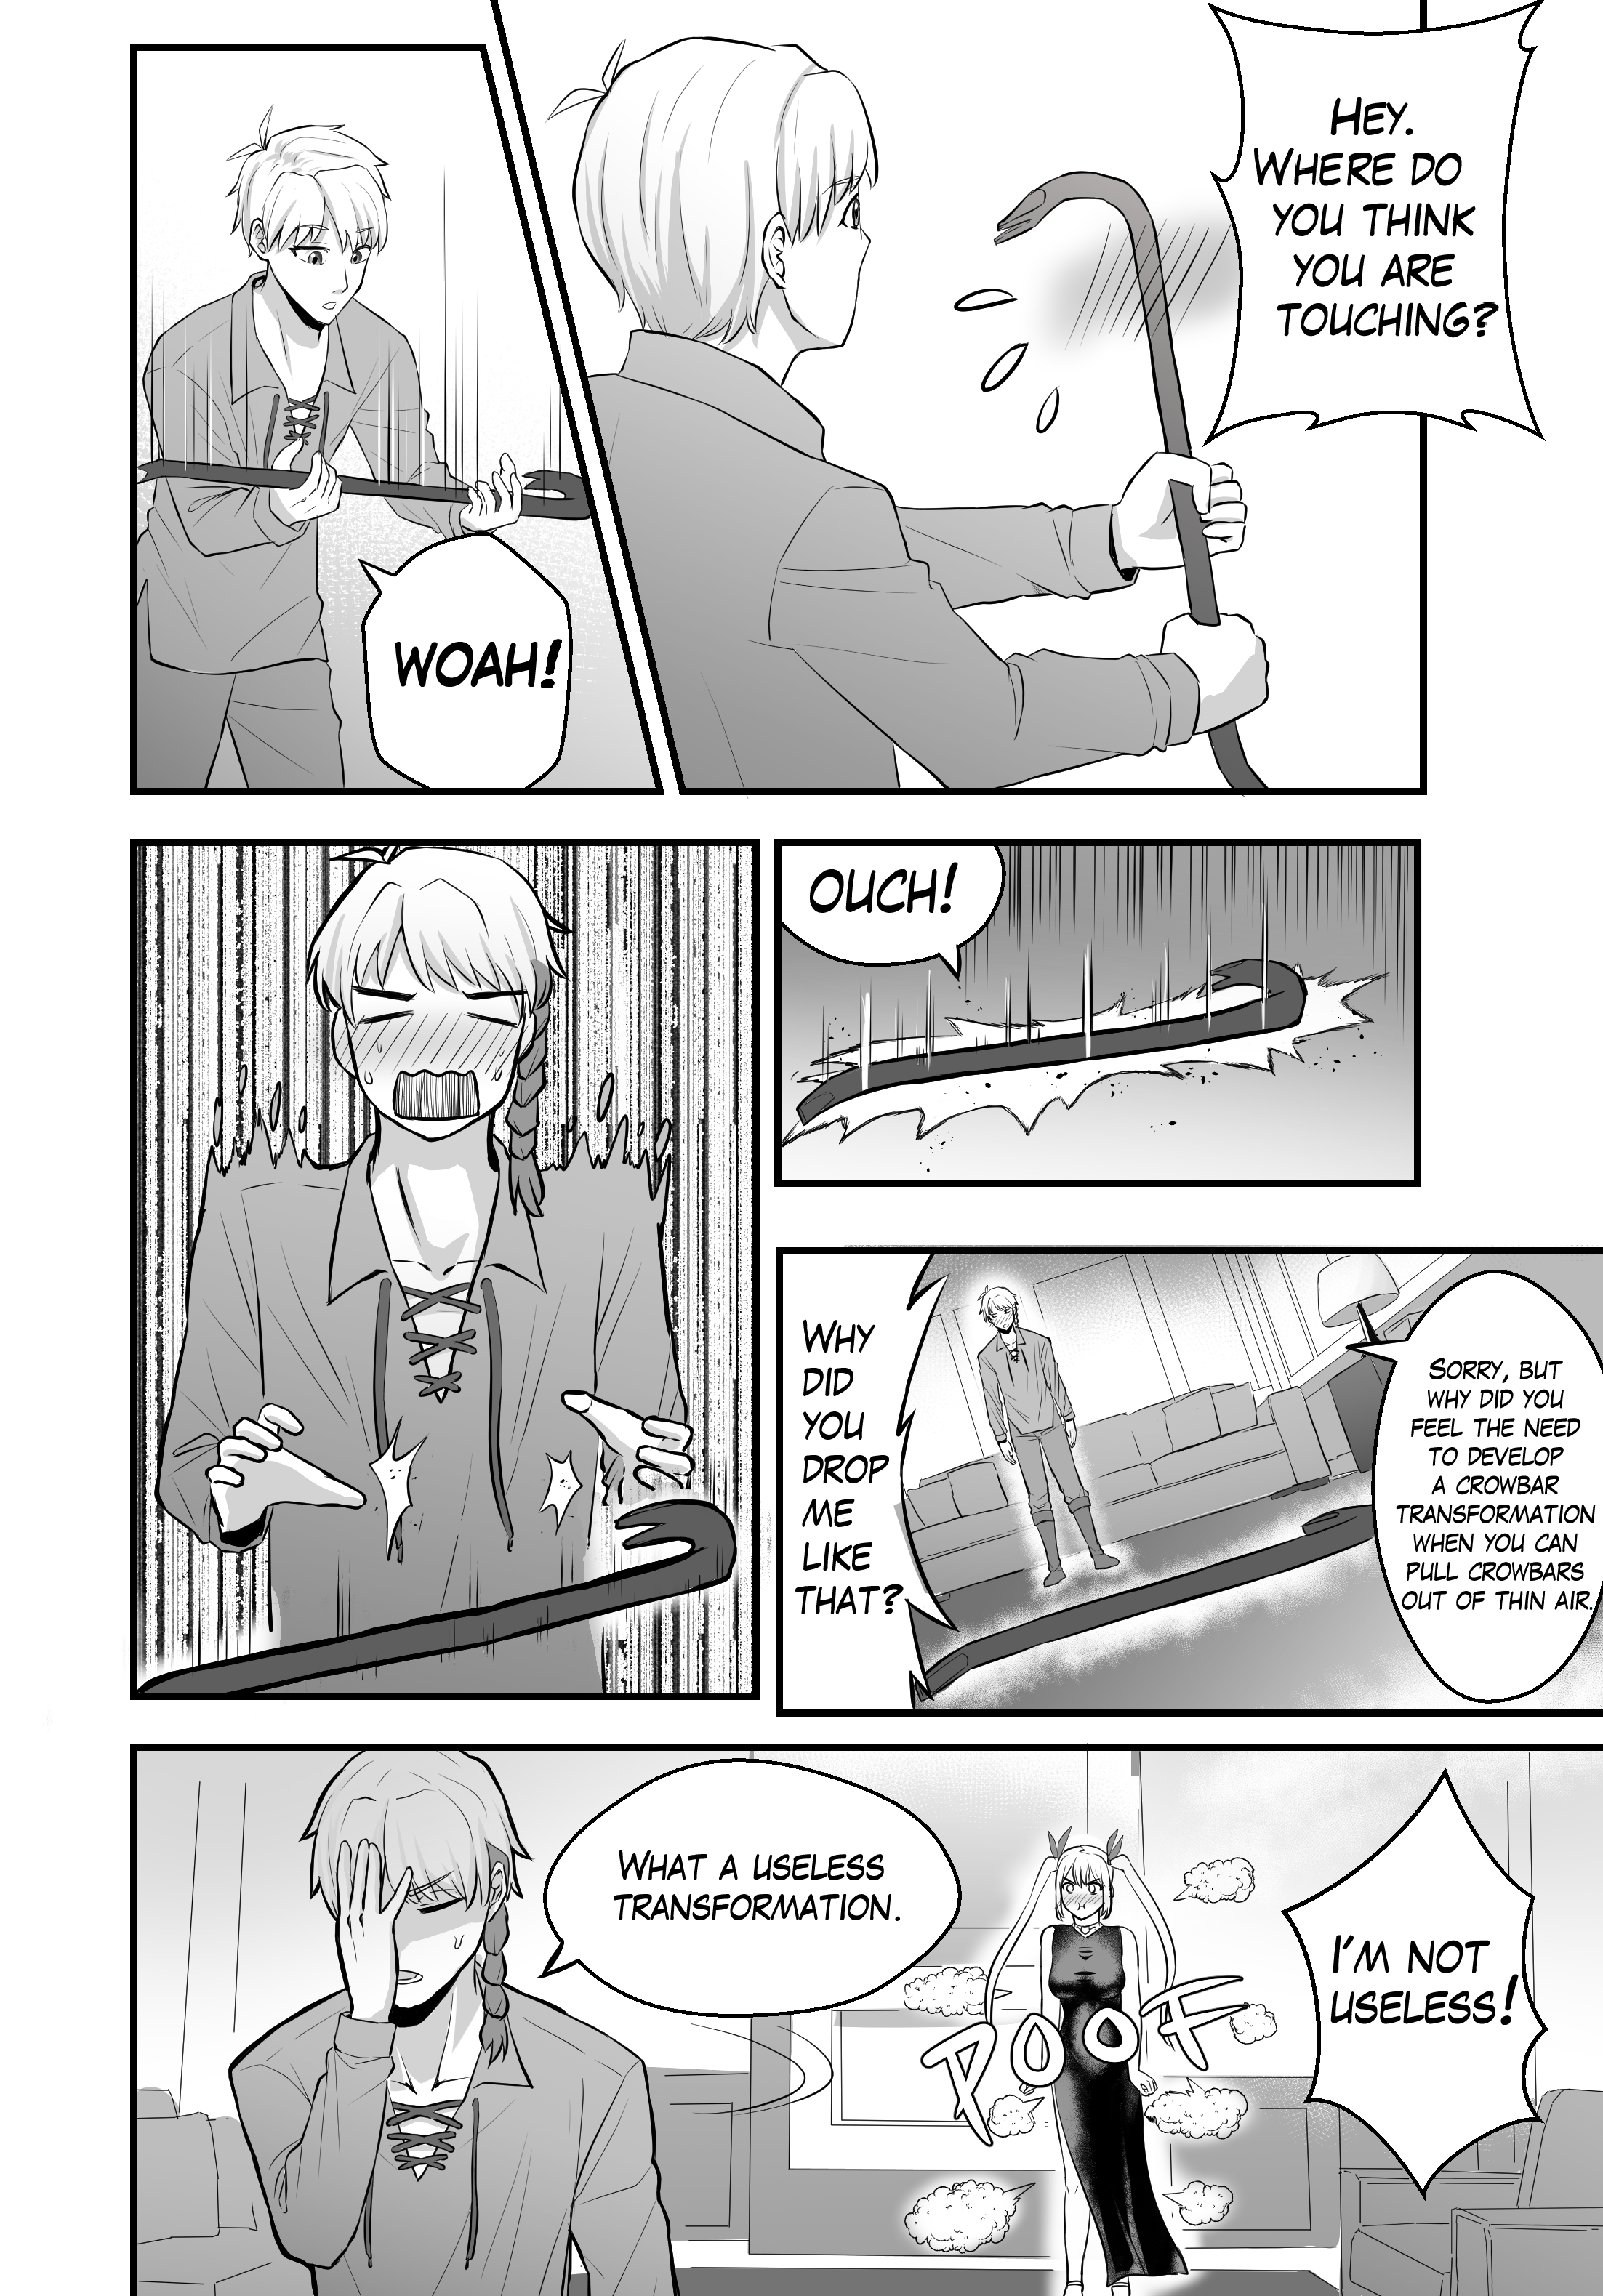 WOAH!
HEY.
WHERE DO
YOU THINK
YOU ARE
TOUCHING?
OUCH!
WHY
DID
YOU
DROP
ME
LIKE
THAT?
SORRY, BUT
WHY DID YOU
FEEL THE NEED
TO DEVELOP
A CROWBAR
TRANSFORMATION
WHEN YOU CAN
PULL CROWBARS
OUT OF THIN AIR.
WHAT A USELESS
TRANSFORMATION.
POOF
I'M NOT
USELESS!